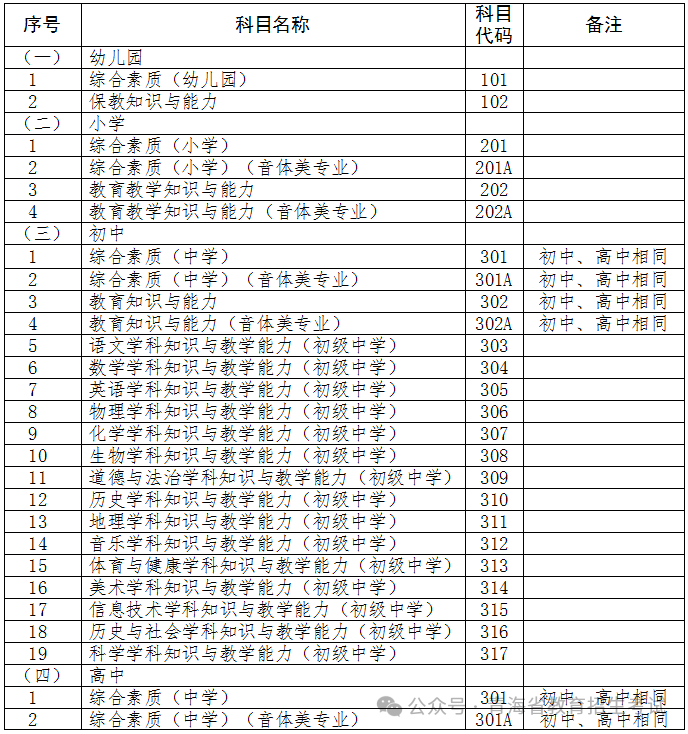 序号 科目名称 科目代码 备注
（一） 幼儿园
1 综合素质（幼儿园） 101
2 保教知识与能力 102
（二） 小学
1 综合素质（小学） 201
2 综合素质（小学）（音体美专业） 201A
3 教育教学知识与能力 202
4 教育教学知识与能力（音体美专业） 202A
（三） 初中
1 综合素质（中学） 301 初中、高中相同
2 综合素质（中学）（音体美专业） 301A 初中、高中相同
3 教育知识与能力 302 初中、高中相同
4 教育知识与能力（音体美专业） 302A 初中、高中相同
5 语文学科知识与教学能力（初级中学） 303
6 数学学科知识与教学能力（初级中学） 304
7 英语学科知识与教学能力（初级中学） 305
8 物理学科知识与教学能力（初级中学） 306
9 化学学科知识与教学能力（初级中学） 307
10 生物学科知识与教学能力（初级中学） 308
11 道德与法治学科知识与教学能力（初级中学） 309
12 历史学科知识与教学能力（初级中学） 310
13 地理学科知识与教学能力（初级中学） 311
14 音乐学科知识与教学能力（初级中学） 312
15 体育与健康学科知识与教学能力（初级中学） 313
16 美术学科知识与教学能力（初级中学） 314
17 信息技术学科知识与教学能力（初级中学） 315
18 历史与社会学科知识与教学能力（初级中学） 316
19 科学学科知识与教学能力（初级中学） 317
（四） 高中
1 综合素质（中学） 301 初中、高中相同
公众号·青海省教育招生考试
2 综合素质（中学）（音体美专业） 301A 初中、高中相同